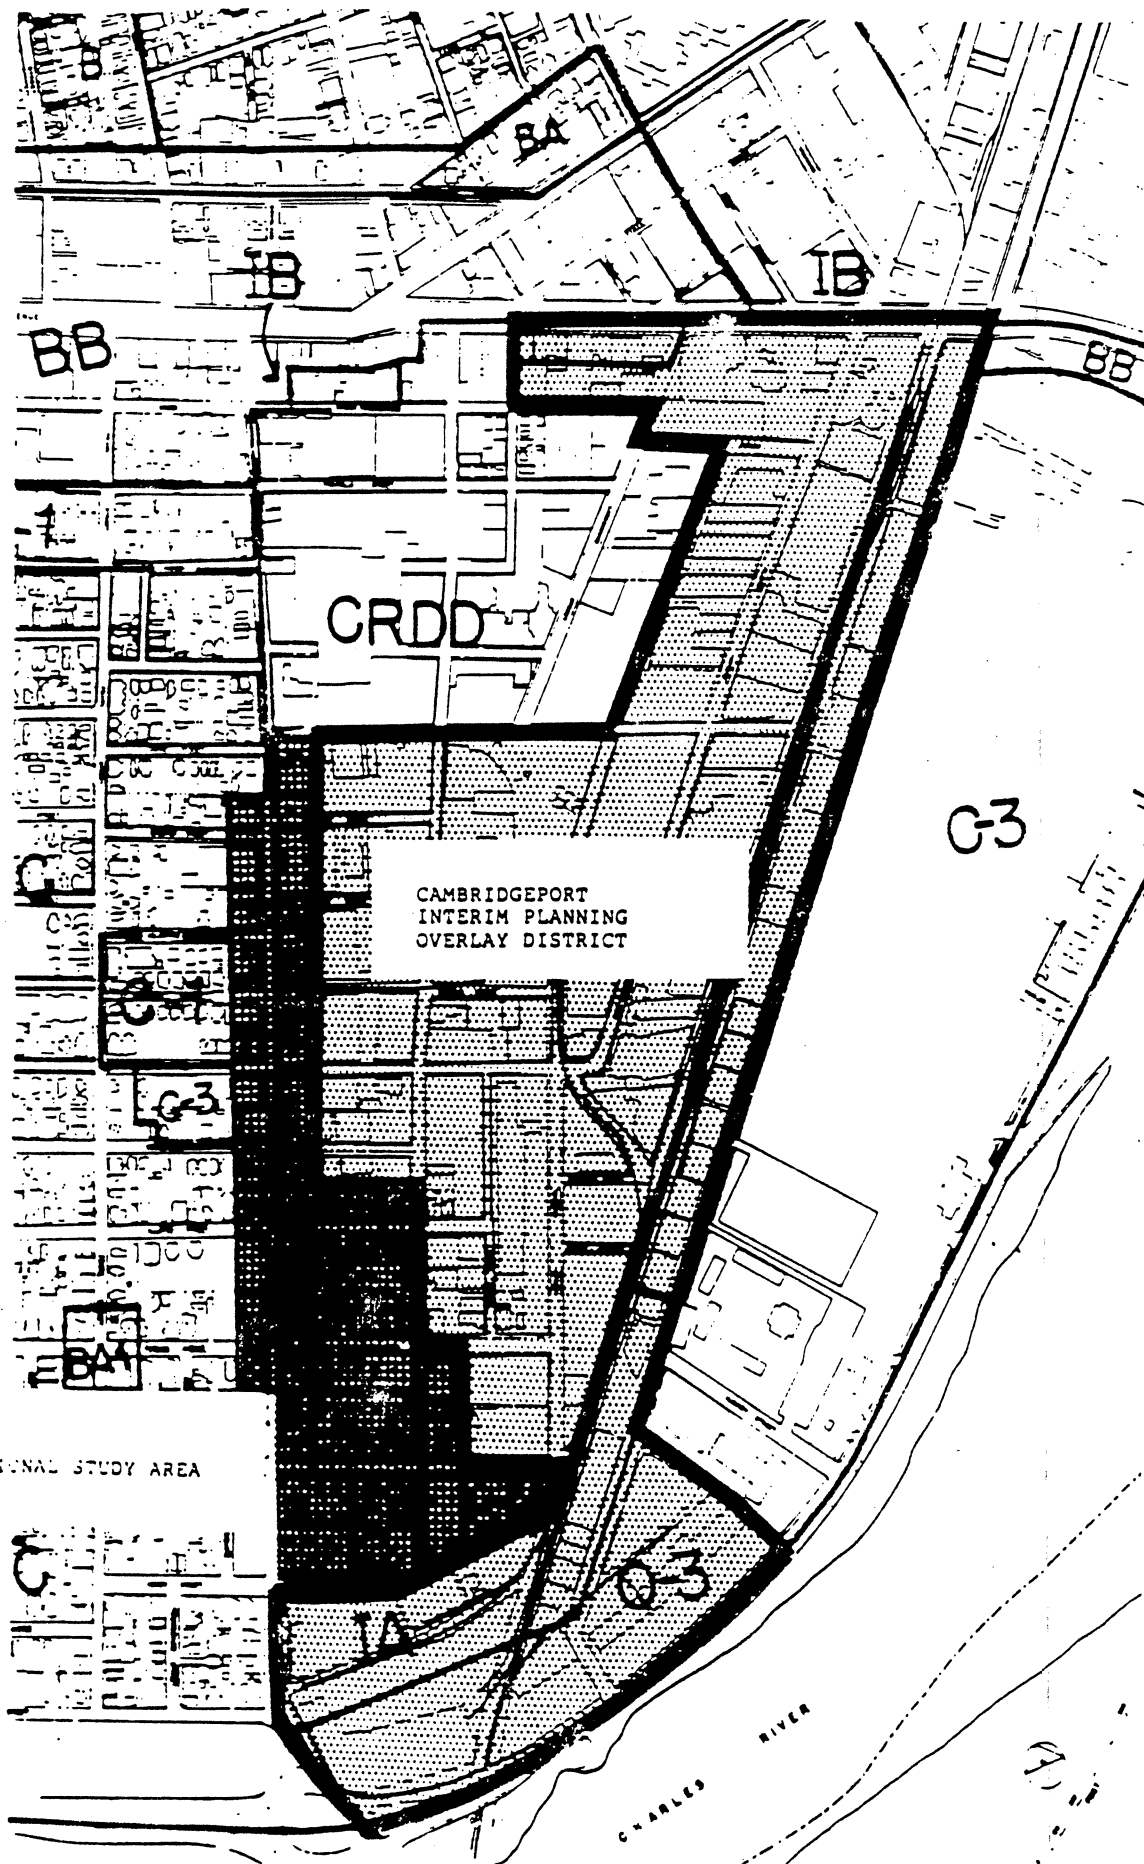 BA
IB
IB
BB
BB
CRDD
C-3
CAMBRIDGEPORT
INTERIM PLANNING
OVERLAY DISTRICT
C-3
BA-1
STUDY AREA
O-3
IA
CHARLES RIVER